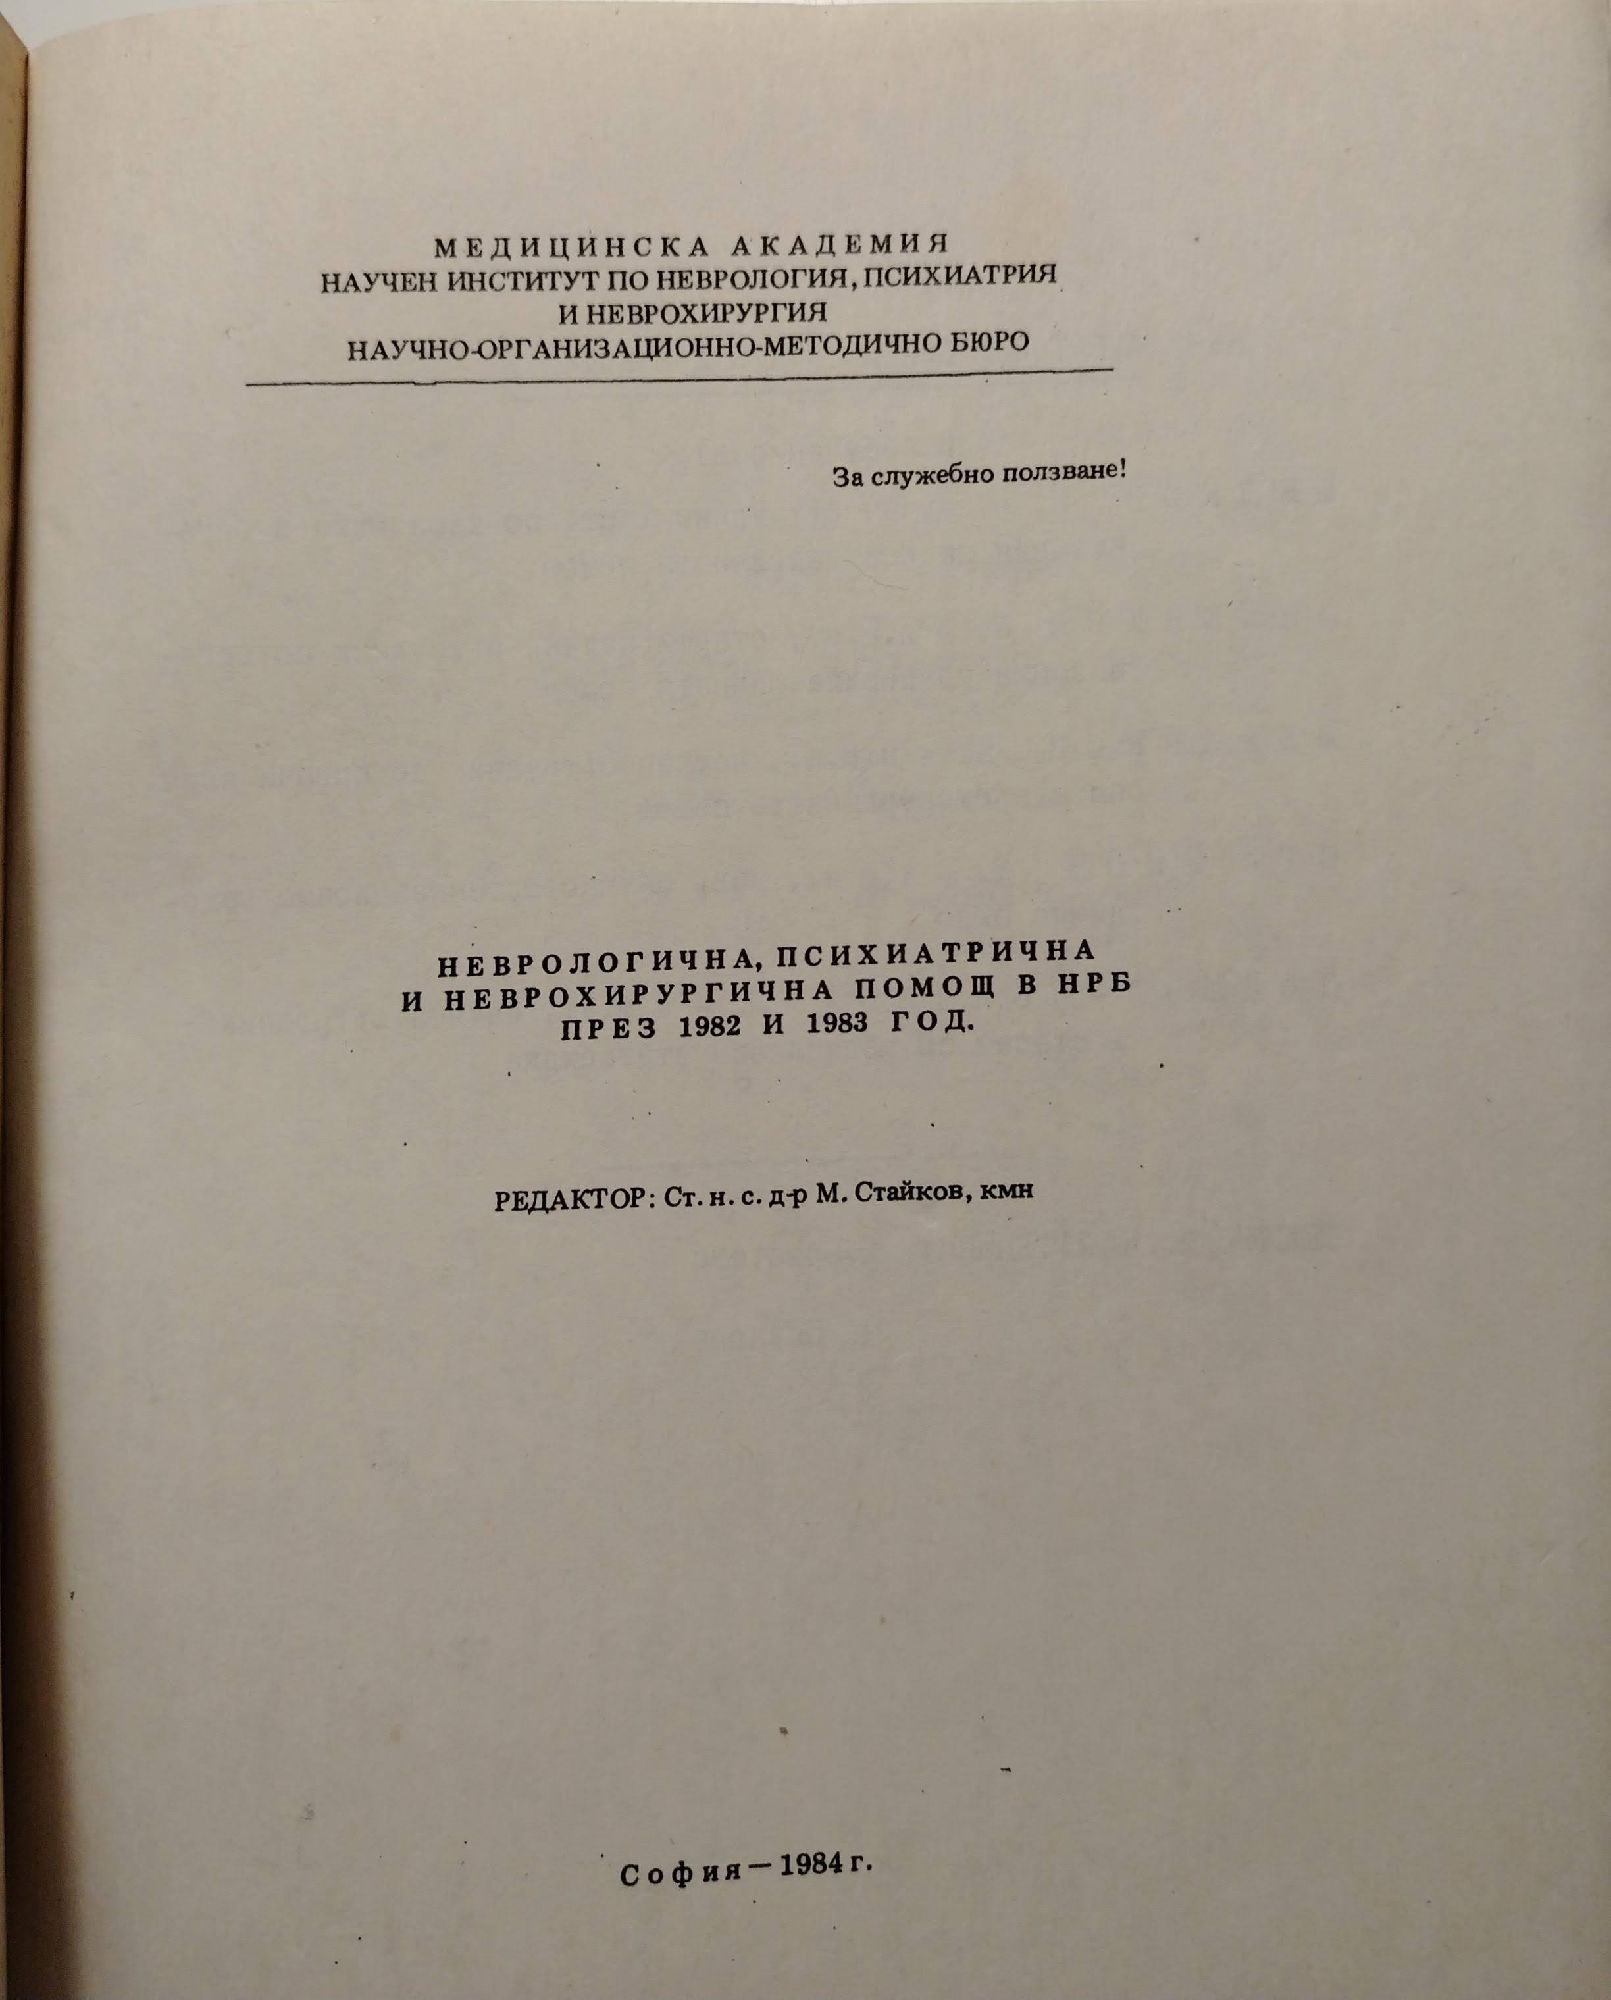 МЕДИЦИНСКА АКАДЕМИЯ
НАУЧЕН ИНСТИТУТ ПО НЕВРОЛОГИЯ, ПСИХИАТРИЯ
И НЕВРОХИРУРГИЯ
НАУЧНО-ОРГАНИЗАЦИОННО-МЕТОДИЧНО БЮРО
За служебно ползване!
НЕВРОЛОГИЧНА, ПСИХИАТРИЧНА
И НЕВРОХИРУРГИЧНА ПОМОЩ В НРБ
ПРЕЗ 1982 И 1983 ГОД.
РЕДАКТОР: Ст. н. с. д-р М. Стайков, кмн
София — 1984 г.